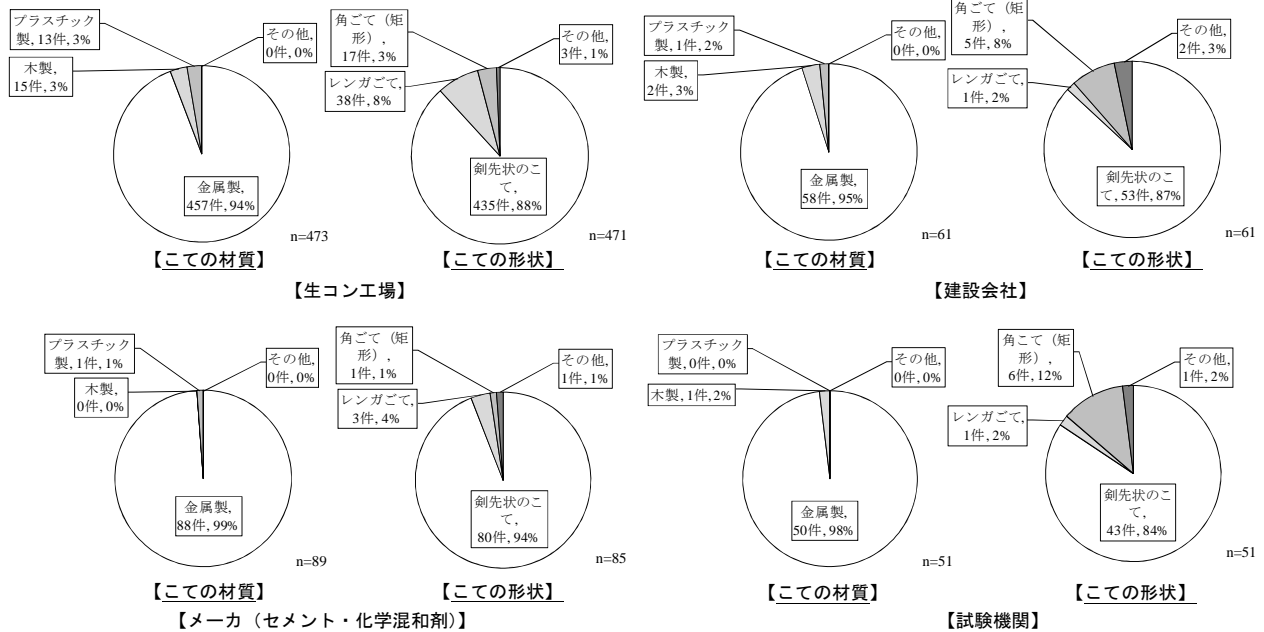 プラスチック
製, 13件, 3%
木製,
15件, 3%
その他,
0件, 0%
金属製,
457件, 94%
n=473
【こての材質】
角ごて（矩
形）,
17件, 3%
レンガごて,
38件, 8%
その他,
3件, 1%
剣先状のこ
て,
435件, 88%
n=471
【こての形状】
【生コン工場】
プラスチック
製, 1件, 2%
木製,
2件, 3%
その他,
0件, 0%
金属製,
58件, 95%
n=61
【こての材質】
角ごて（矩
形）,
5件, 8%
レンガごて,
1件, 2%
その他,
2件, 3%
剣先状のこ
て, 53件, 87%
n=61
【こての形状】
【建設会社】
プラスチック
製, 1件, 1%
木製,
0件, 0%
その他,
0件, 0%
金属製,
88件, 99%
n=89
【こての材質】
角ごて（矩
形）,
1件, 1%
レンガごて,
3件, 4%
その他,
1件, 1%
剣先状のこ
て,
80件, 94%
n=85
【こての形状】
【メーカ（セメント・化学混和剤）】
プラスチック
製, 0件, 0%
木製, 1件, 2%
その他,
0件, 0%
金属製,
50件, 98%
n=51
【こての材質】
角こて（矩
形）,
6件, 12%
レンガごて,
1件, 2%
その他,
1件, 2%
剣先状のこ
て,
43件, 84%
n=51
【こての形状】
【試験機関】